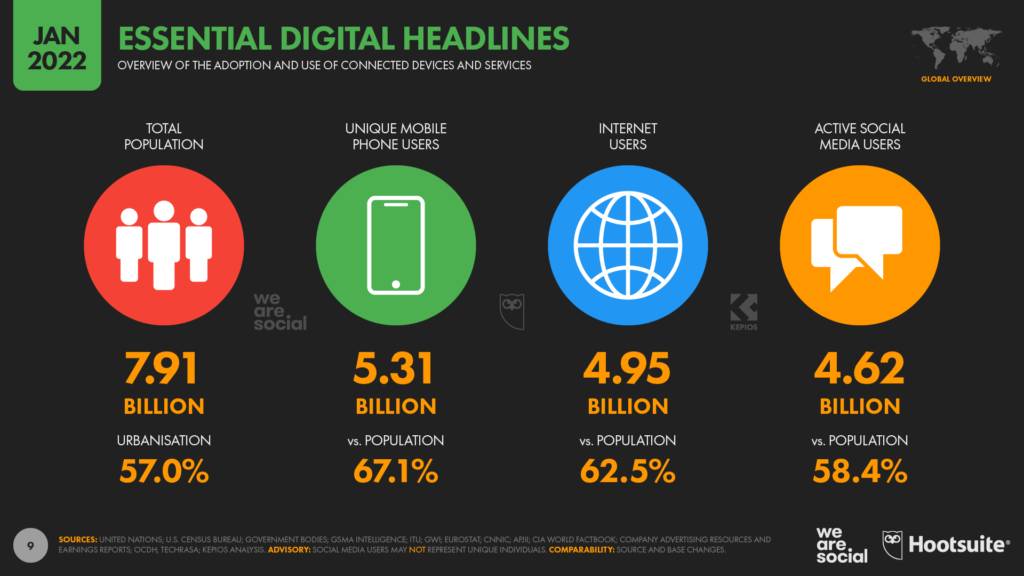 JAN
2022
ESSENTIAL DIGITAL HEADLINES
OVERVIEW OF THE ADOPTION AND USE OF CONNECTED DEVICES AND SERVICES
GLOBAL OVERVIEW
TOTAL
POPULATION
UNIQUE MOBILE
PHONE USERS
INTERNET
USERS
ACTIVE SOCIAL
MEDIA USERS
we
are
social
KEPIOS
7.91
BILLION
URBANISATION
57.0%
5.31
BILLION
vs. POPULATION
67.1%
4.95
BILLION
vs. POPULATION
62.5%
4.62
BILLION
vs. POPULATION
58.4%
9
SOURCES: UNITED NATIONS; U.S. CENSUS BUREAU; GOVERNMENT BODIES; GSMA INTELLIGENCE; ITU; GWI; EUROSTAT; CNNIC; APJII; CIA WORLD FACTBOOK; COMPANY ADVERTISING RESOURCES AND
EARNINGS REPORTS; OCDH; TECHRASA; KEPIOS ANALYSIS. ADVISORY: SOCIAL MEDIA USERS MAY NOT REPRESENT UNIQUE INDIVIDUALS. COMPARABILITY: SOURCE AND BASE CHANGES.
we
are
social
Hootsuite®